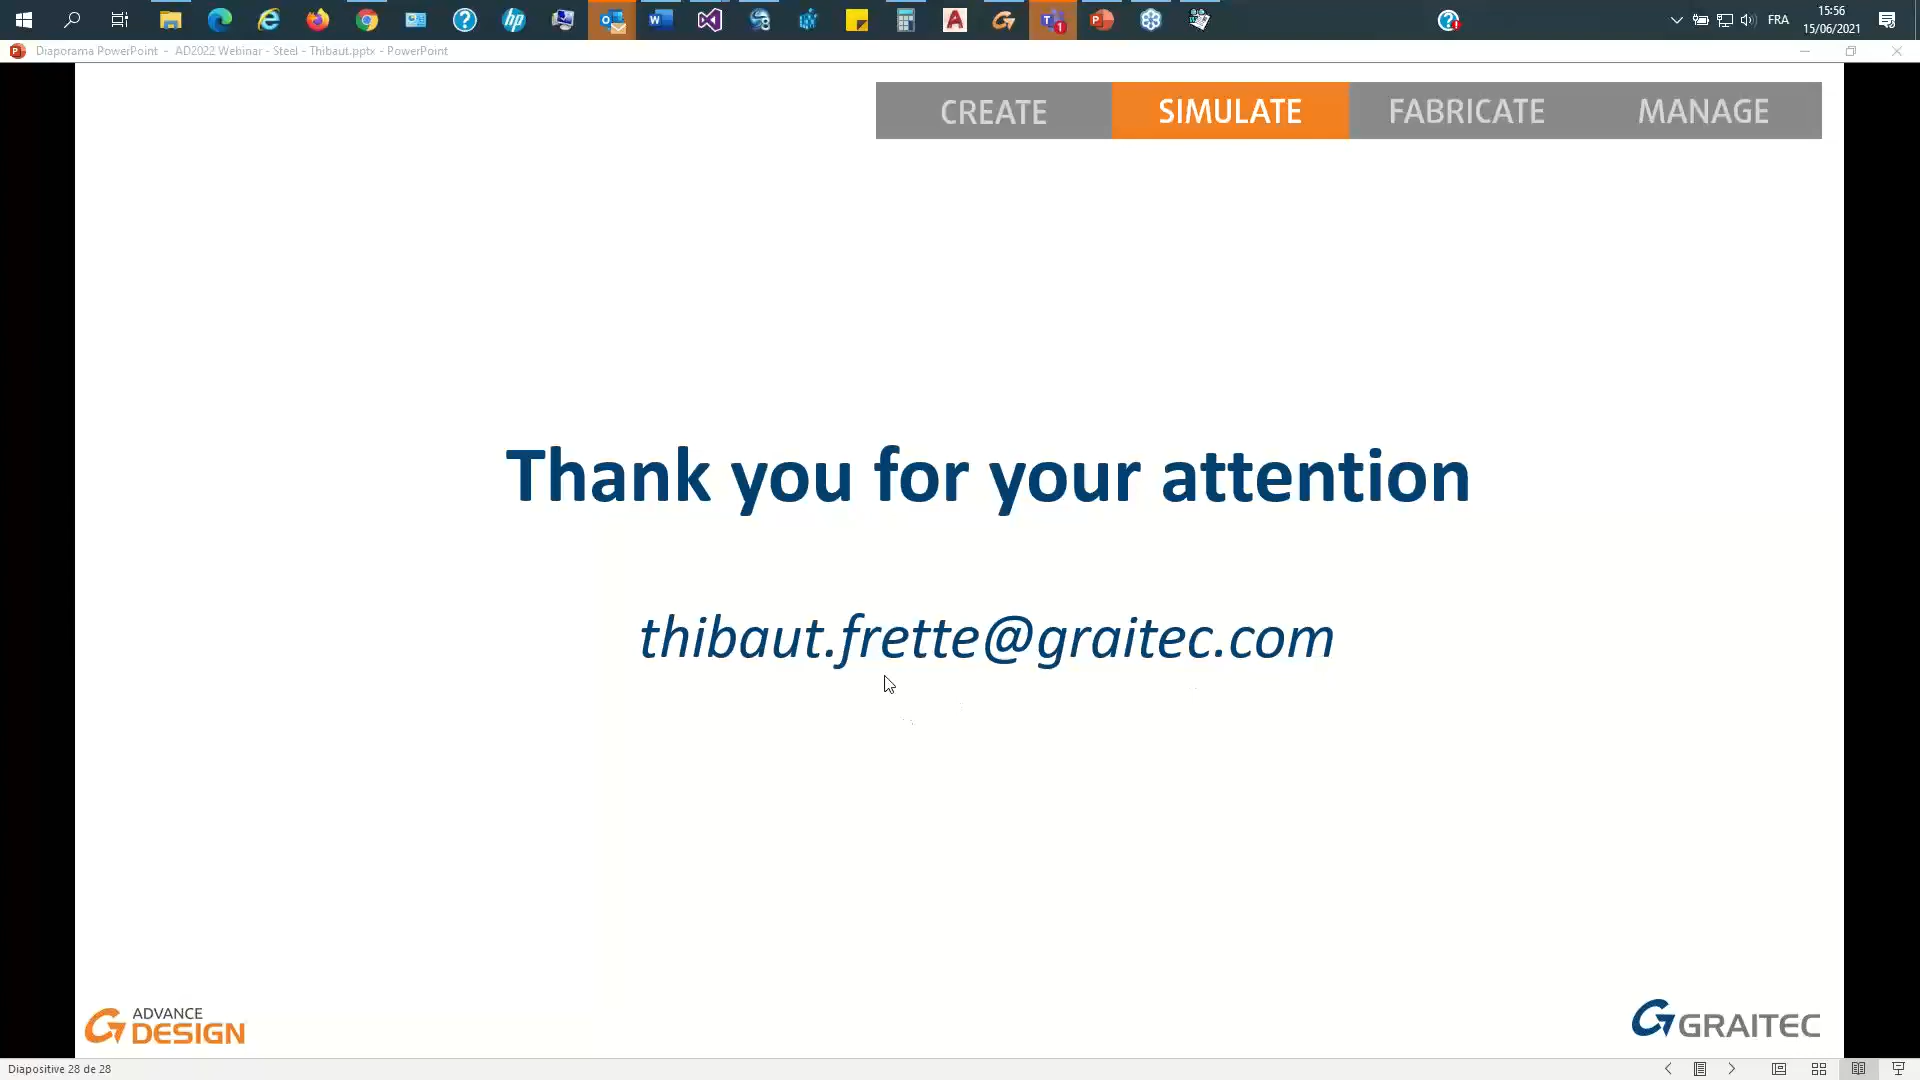 FRA
15:56
15/06/2021
Diaporama PowerPoint - AD2022 Webinar - Steel - Thibaut.pptx - PowerPoint
CREATE SIMULATE FABRICATE MANAGE
Thank you for your attention
thibaut.frette@graitec.com
ADVANCE
DESIGN
GRAITEC
Diapositive 28 de 28